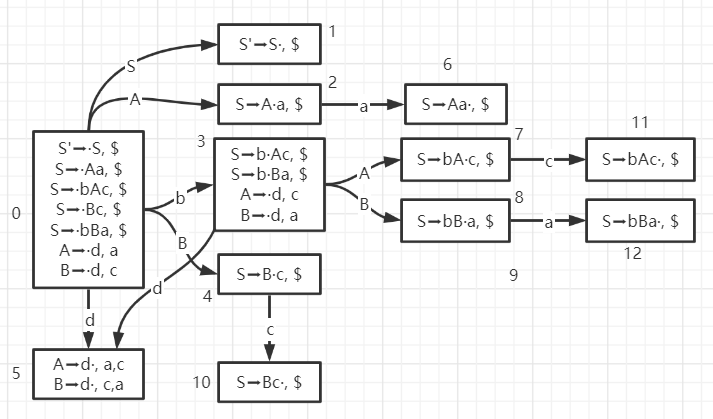 S'→S·, $
1
S
2
6
A
S→A·a, $
a
S→Aa·, $
0
S'→·S, $
S→·Aa, $
S→·bAc, $
S→·Bc, $
S→·bBa, $
A→·d, a
B→·d, c
3
b
S→b·Ac, $
S→b·Ba, $
A→·d, c
B→·d, a
7
A
S→bA·c, $
c
11
S→bAc·, $
B
8
S→bB·a, $
a
S→bBa·, $
12
B
S→B·c, $
4
9
d
d
c
5
A→d·, a,c
B→d·, c,a
10
S→Bc·, $